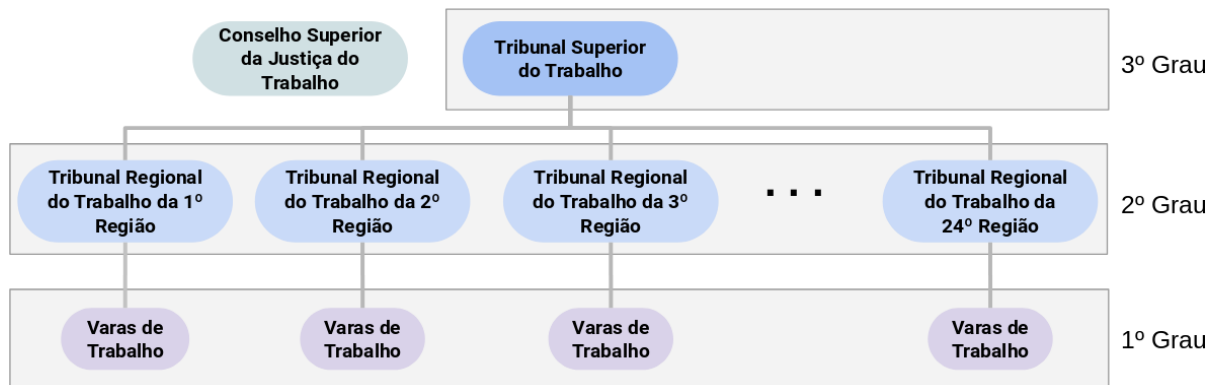 Conselho Superior
da Justiça do
Trabalho
Tribunal Superior
do Trabalho
3º Grau
Tribunal Regional
do Trabalho da 1º
Região
Tribunal Regional
do Trabalho da 2º
Região
Tribunal Regional
do Trabalho da 3º
Região
. . .
Tribunal Regional
do Trabalho da
24º Região
2º Grau
Varas de
Trabalho
Varas de
Trabalho
Varas de
Trabalho
Varas de
Trabalho
1º Grau